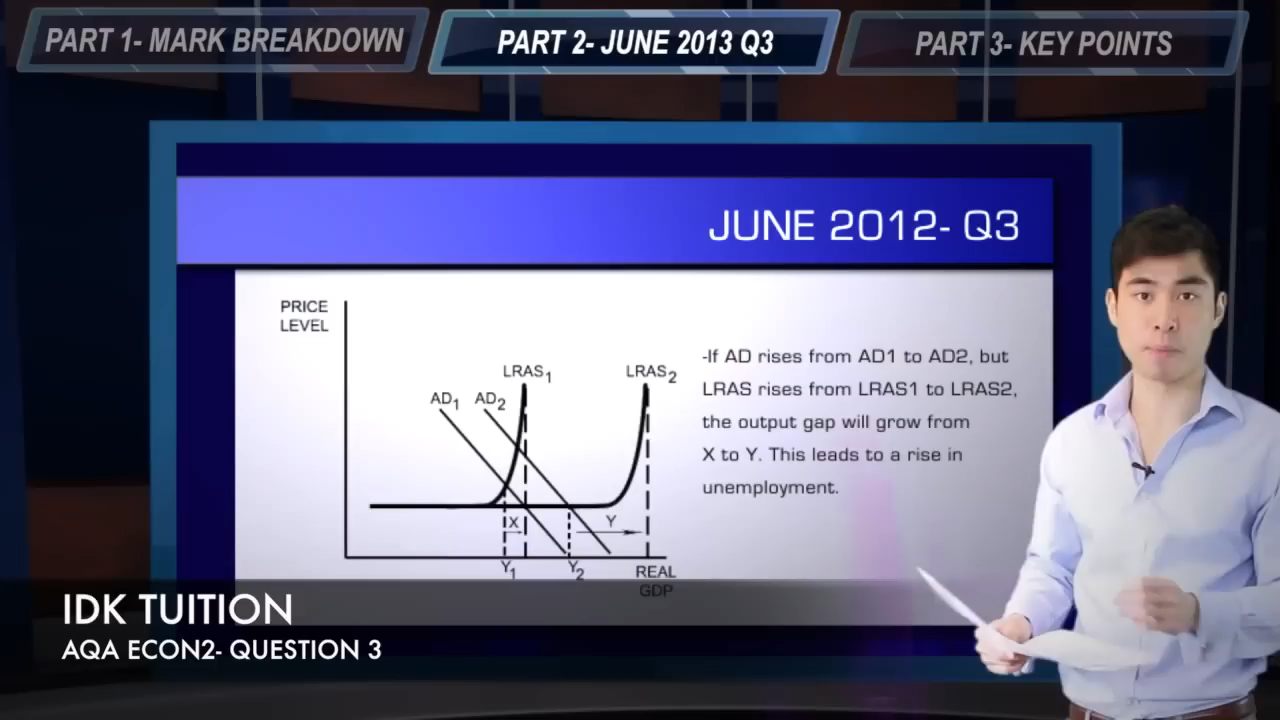 PART 1- MARK BREAKDOWN
PART 2- JUNE 2013 Q3
PART 3- KEY POINTS
JUNE 2012- Q3
PRICE
LEVEL
LRAS1
LRAS2
AD1
AD2
-If AD rises from AD1 to AD2, but
LRAS rises from LRAS1 to LRAS2,
the output gap will grow from
X to Y. This leads to a rise in
unemployment.
X
Y
Y1
Y2
REAL
GDP
IDK TUITION
AQA ECON2- QUESTION 3